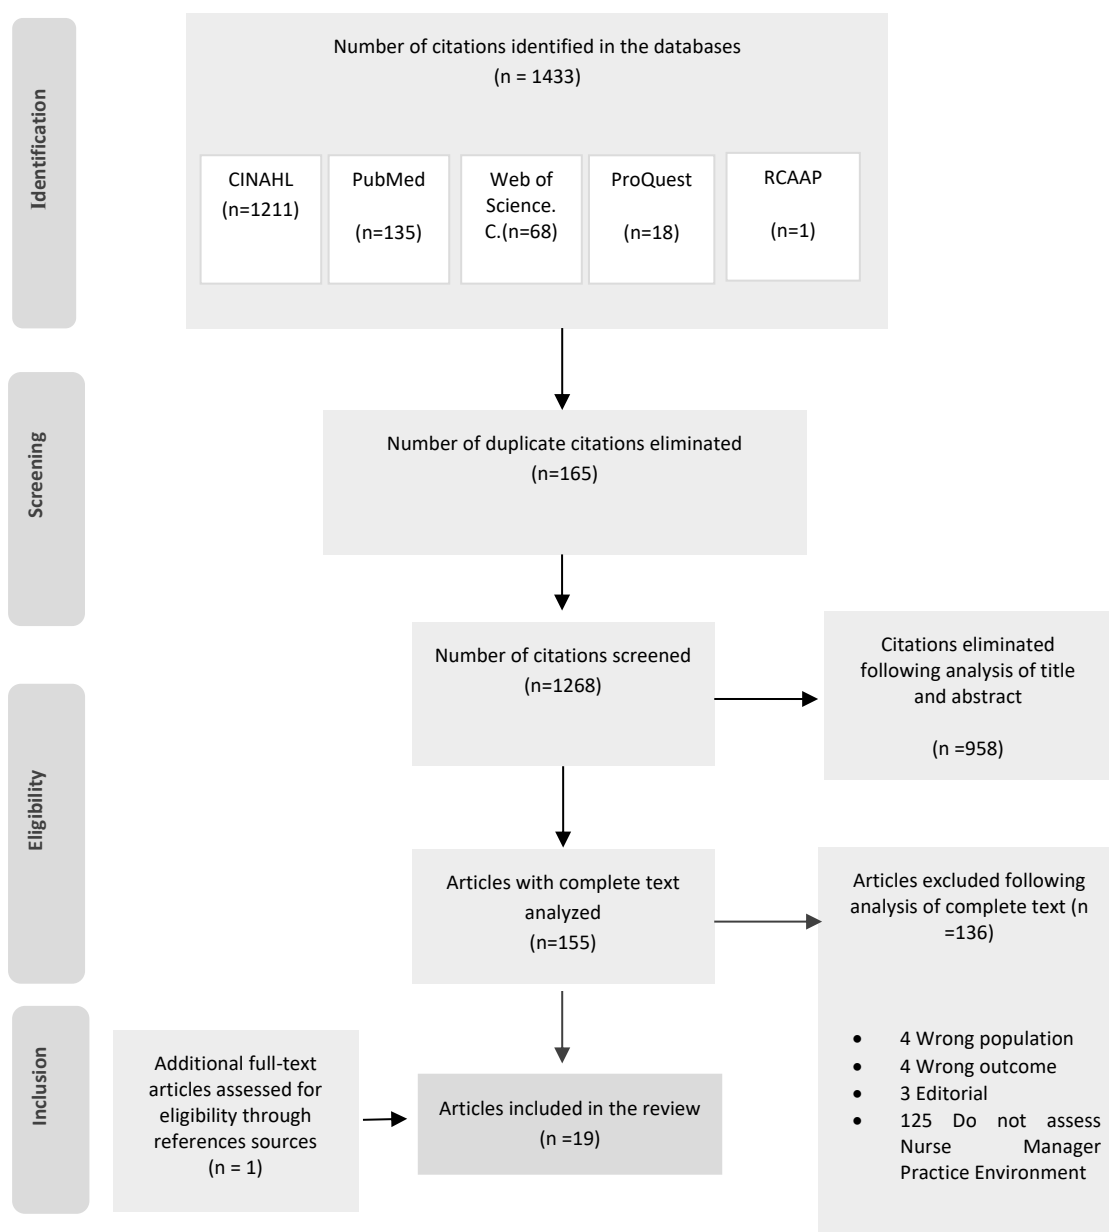 Identification
Number of citations identified in the databases
(n = 1433)
CINAHL
(n=1211)
PubMed
(n=135)
Web of
Science.
C.(n=68)
ProQuest
(n=18)
RCAAP
(n=1)
Screening
Number of duplicate citations eliminated
(n=165)
Number of citations screened
(n=1268)
Citations eliminated
following analysis of title
and abstract
(n =958)
Eligibility
Articles with complete text
analyzed
(n=155)
Articles excluded following
analysis of complete text (n
=136)
• 4 Wrong population
• 4 Wrong outcome
• 3 Editorial
• 125 Do not assess
Nurse Manager
Practice Environment
Inclusion
Additional full-text
articles assessed for
eligibility through
references sources
(n = 1)
Articles included in the review
(n =19)